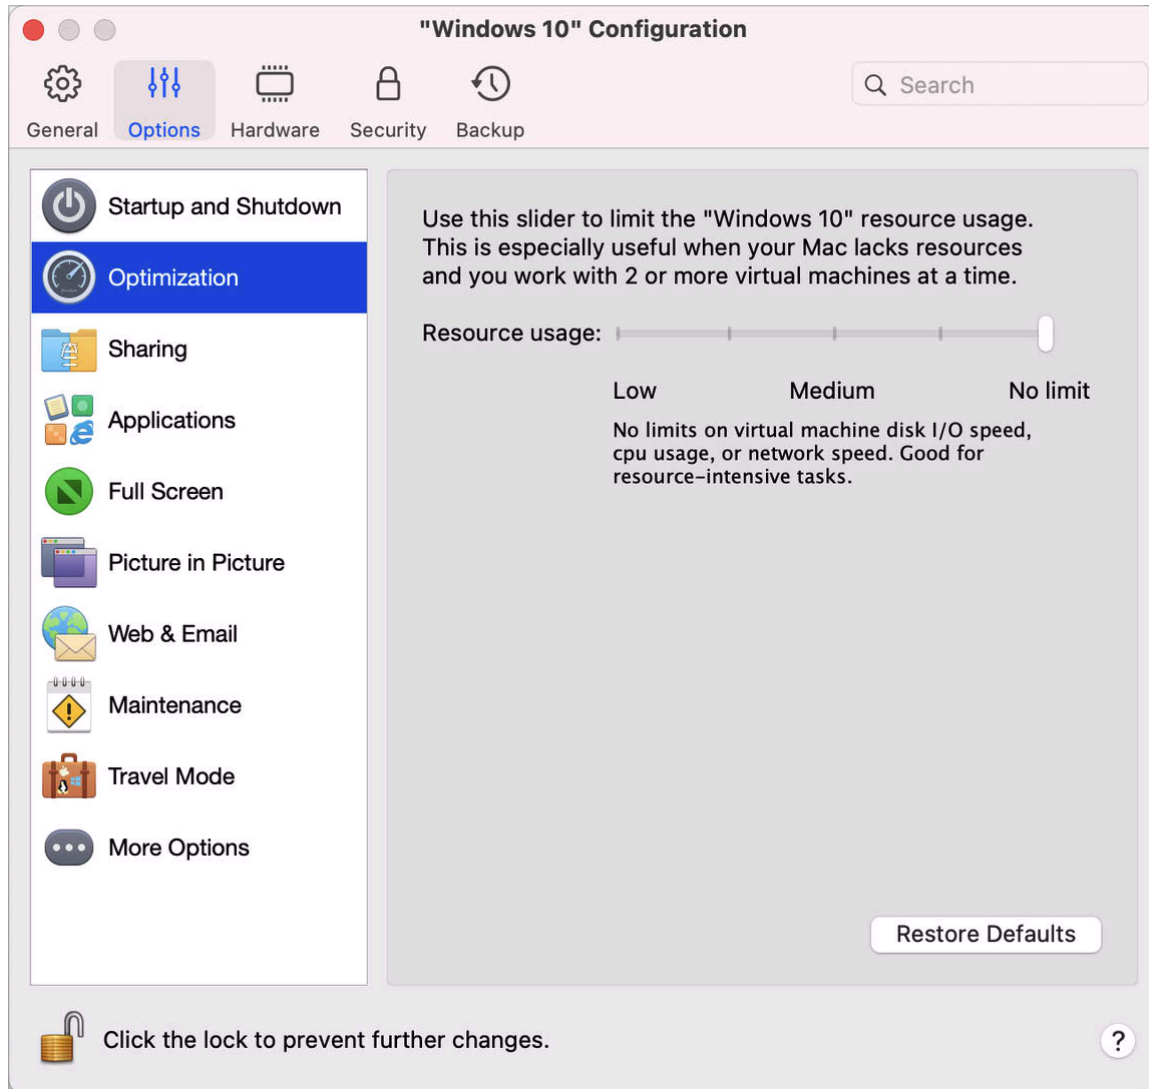 "Windows 10" Configuration
General
Options
Hardware
Security
Backup
Search
Startup and Shutdown
Optimization
Sharing
Applications
Full Screen
Picture in Picture
Web & Email
Maintenance
Travel Mode
More Options
Use this slider to limit the "Windows 10" resource usage.
This is especially useful when your Mac lacks resources
and you work with 2 or more virtual machines at a time.
Resource usage:
Low
Medium
No limit
No limits on virtual machine disk I/O speed,
cpu usage, or network speed. Good for
resource-intensive tasks.
Restore Defaults
Click the lock to prevent further changes.
?